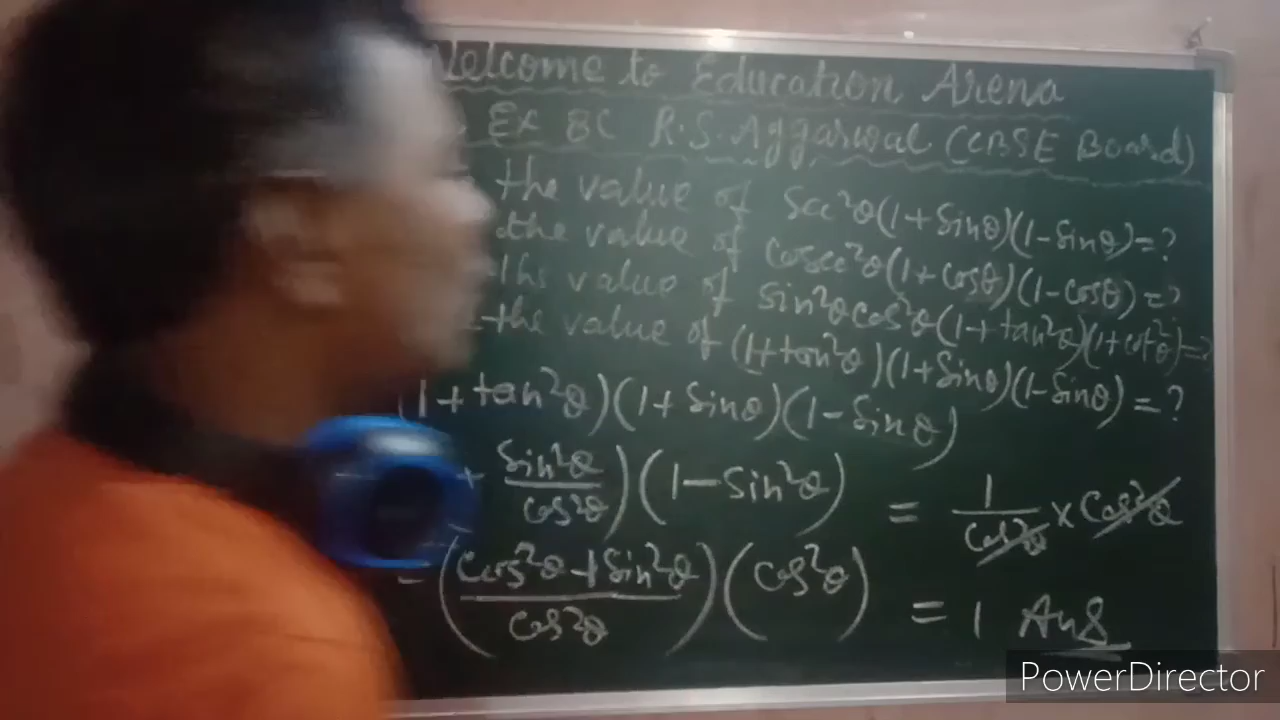 Welcome to Education Arena
Ex 8C R.S. Aggarwal (CBSE Board)
the value of Sec²θ(1+Sinθ)(1-Sinθ)=?
the value of Cosec²θ(1+Cosθ)(1-Cosθ)=?
the value of Sin²θCos²θ(1+tan²θ)(1+cot²θ)=?
the value of (1+tan²θ)(1+Sinθ)(1-Sinθ)=?
(1+tan²θ)(1+Sinθ)(1-Sinθ)
+ Sin²θ/Cos²θ)(1-Sin²θ) = 1/Cos²θ × Cos²θ
= (Cos²θ+Sin²θ/Cos²θ)(Cos²θ) = 1 Ans
PowerDirector